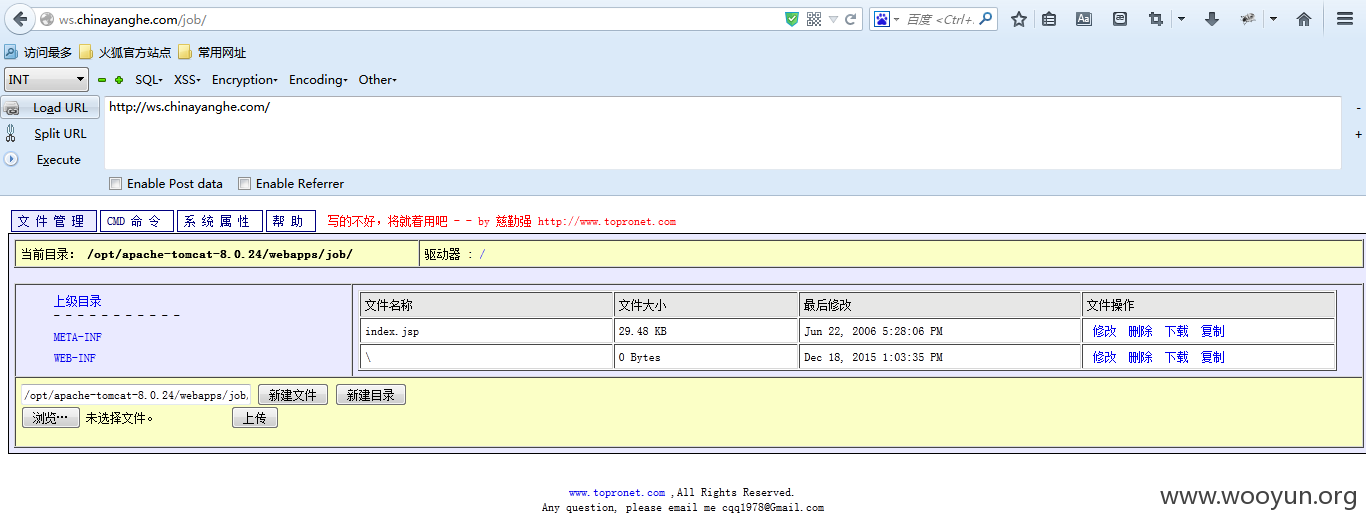 ws.chinayanghe.com/job/
百度 <Ctrl+.
访问最多 火狐官方站点 常用网址
INT SQL- XSS- Encryption- Encoding- Other-
Load URL http://ws.chinayanghe.com/
Split URL
Execute
Enable Post data Enable Referrer
文件管理 CMD命令 系统属性 帮助 写的不好，将就着用吧 - - by 慈勤强 http://www.topronet.com
当前目录： /opt/apache-tomcat-8.0.24/webapps/job/ 驱动器 : /
上级目录
- - - - - - - - - - -
META-INF
WEB-INF
文件名称 文件大小 最后修改 文件操作
index.jsp 29.48 KB Jun 22, 2006 5:28:06 PM 修改 删除 下载 复制
\ 0 Bytes Dec 18, 2015 1:03:35 PM 修改 删除 下载 复制
/opt/apache-tomcat-8.0.24/webapps/job, 新建文件 新建目录
浏览… 未选择文件。 上传
www.topronet.com ,All Rights Reserved.
Any question, please email me cqq1978@Gmail.com
www.wooyun.org